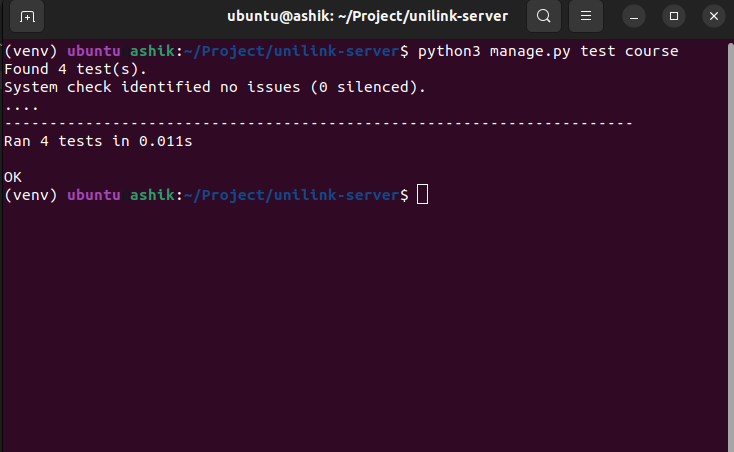 ubuntu@ashik: ~/Project/unilink-server
(venv) ubuntu ashik:~/Project/unilink-server$ python3 manage.py test course
Found 4 test(s).
System check identified no issues (0 silenced).
....
----------------------------------------------------------------------
Ran 4 tests in 0.011s
OK
(venv) ubuntu ashik:~/Project/unilink-server$